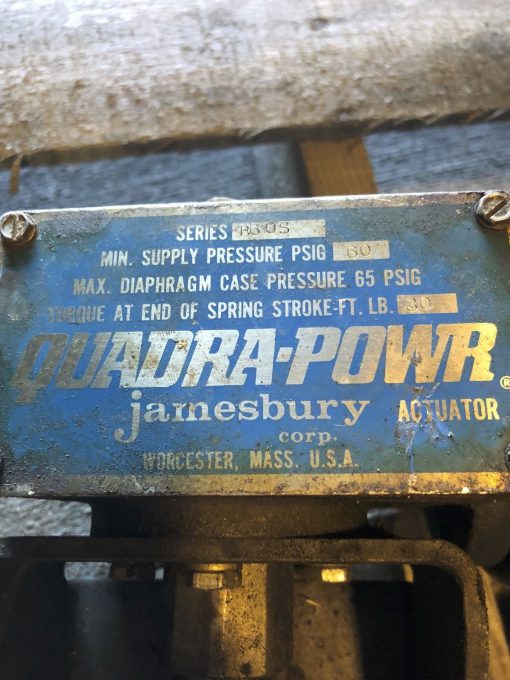 SERIES
MIN. SUPPLY PRESSURE PSIG 60
MAX. DIAPHRAGM CASE PRESSURE 65 PSIG
TORQUE AT END OF SPRING STROKE-FT. LB. 30
QUADRA-POWR ®
jamesbury ACTUATOR
corp.
WORCESTER, MASS. U.S.A.